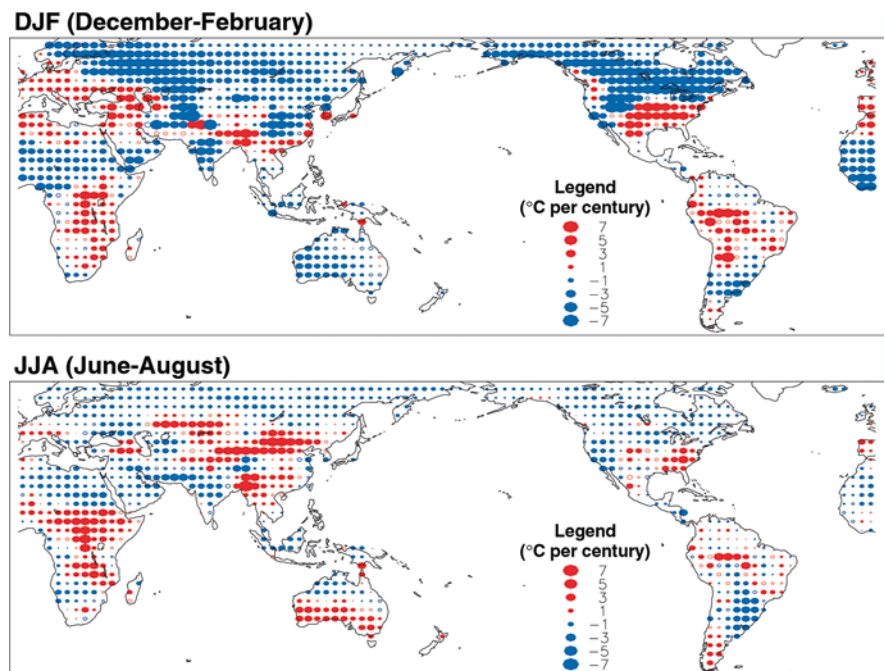 DJF (December-February)
Legend
(°C per century)
7
5
3
1
-1
-3
-5
-7
JJA (June-August)
Legend
(°C per century)
7
5
3
1
-1
-3
-5
-7